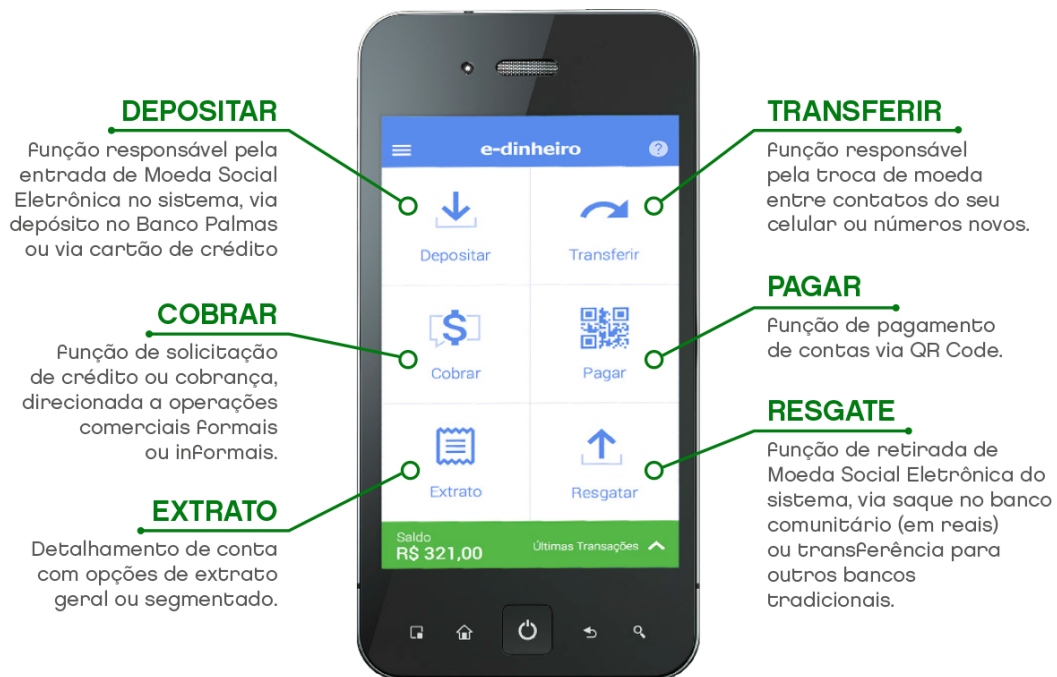 DEPOSITAR
Função responsável pela
entrada de Moeda Social
Eletrônica no sistema, via
depósito no Banco Palmas
ou via cartão de crédito
COBRAR
Função de solicitação
de crédito ou cobrança,
direcionada a operações
comerciais formais
ou informais.
EXTRATO
Detalhamento de conta
com opções de extrato
geral ou segmentado.
e-dinheiro
?
Depositar
Transferir
$
Cobrar
Pagar
Extrato
Resgatar
Saldo
R$ 321,00
Últimas Transações
TRANSFERIR
Função responsável
pela troca de moeda
entre contatos do seu
celular ou números novos.
PAGAR
Função de pagamento
de contas via QR Code.
RESGATE
Função de retirada de
Moeda Social Eletrônica do
sistema, via saque no banco
comunitário (em reais)
ou transferência para
outros bancos
tradicionais.